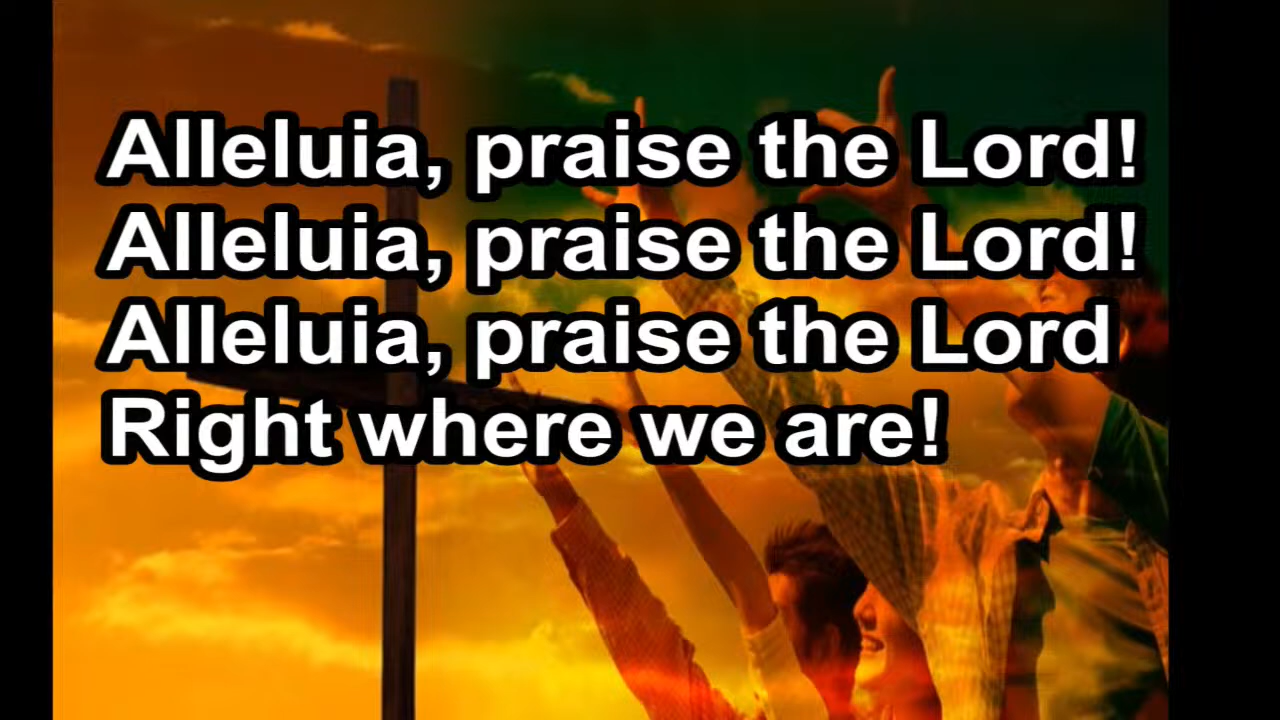 Alleluia, praise the Lord!
Alleluia, praise the Lord!
Alleluia, praise the Lord
Right where we are!